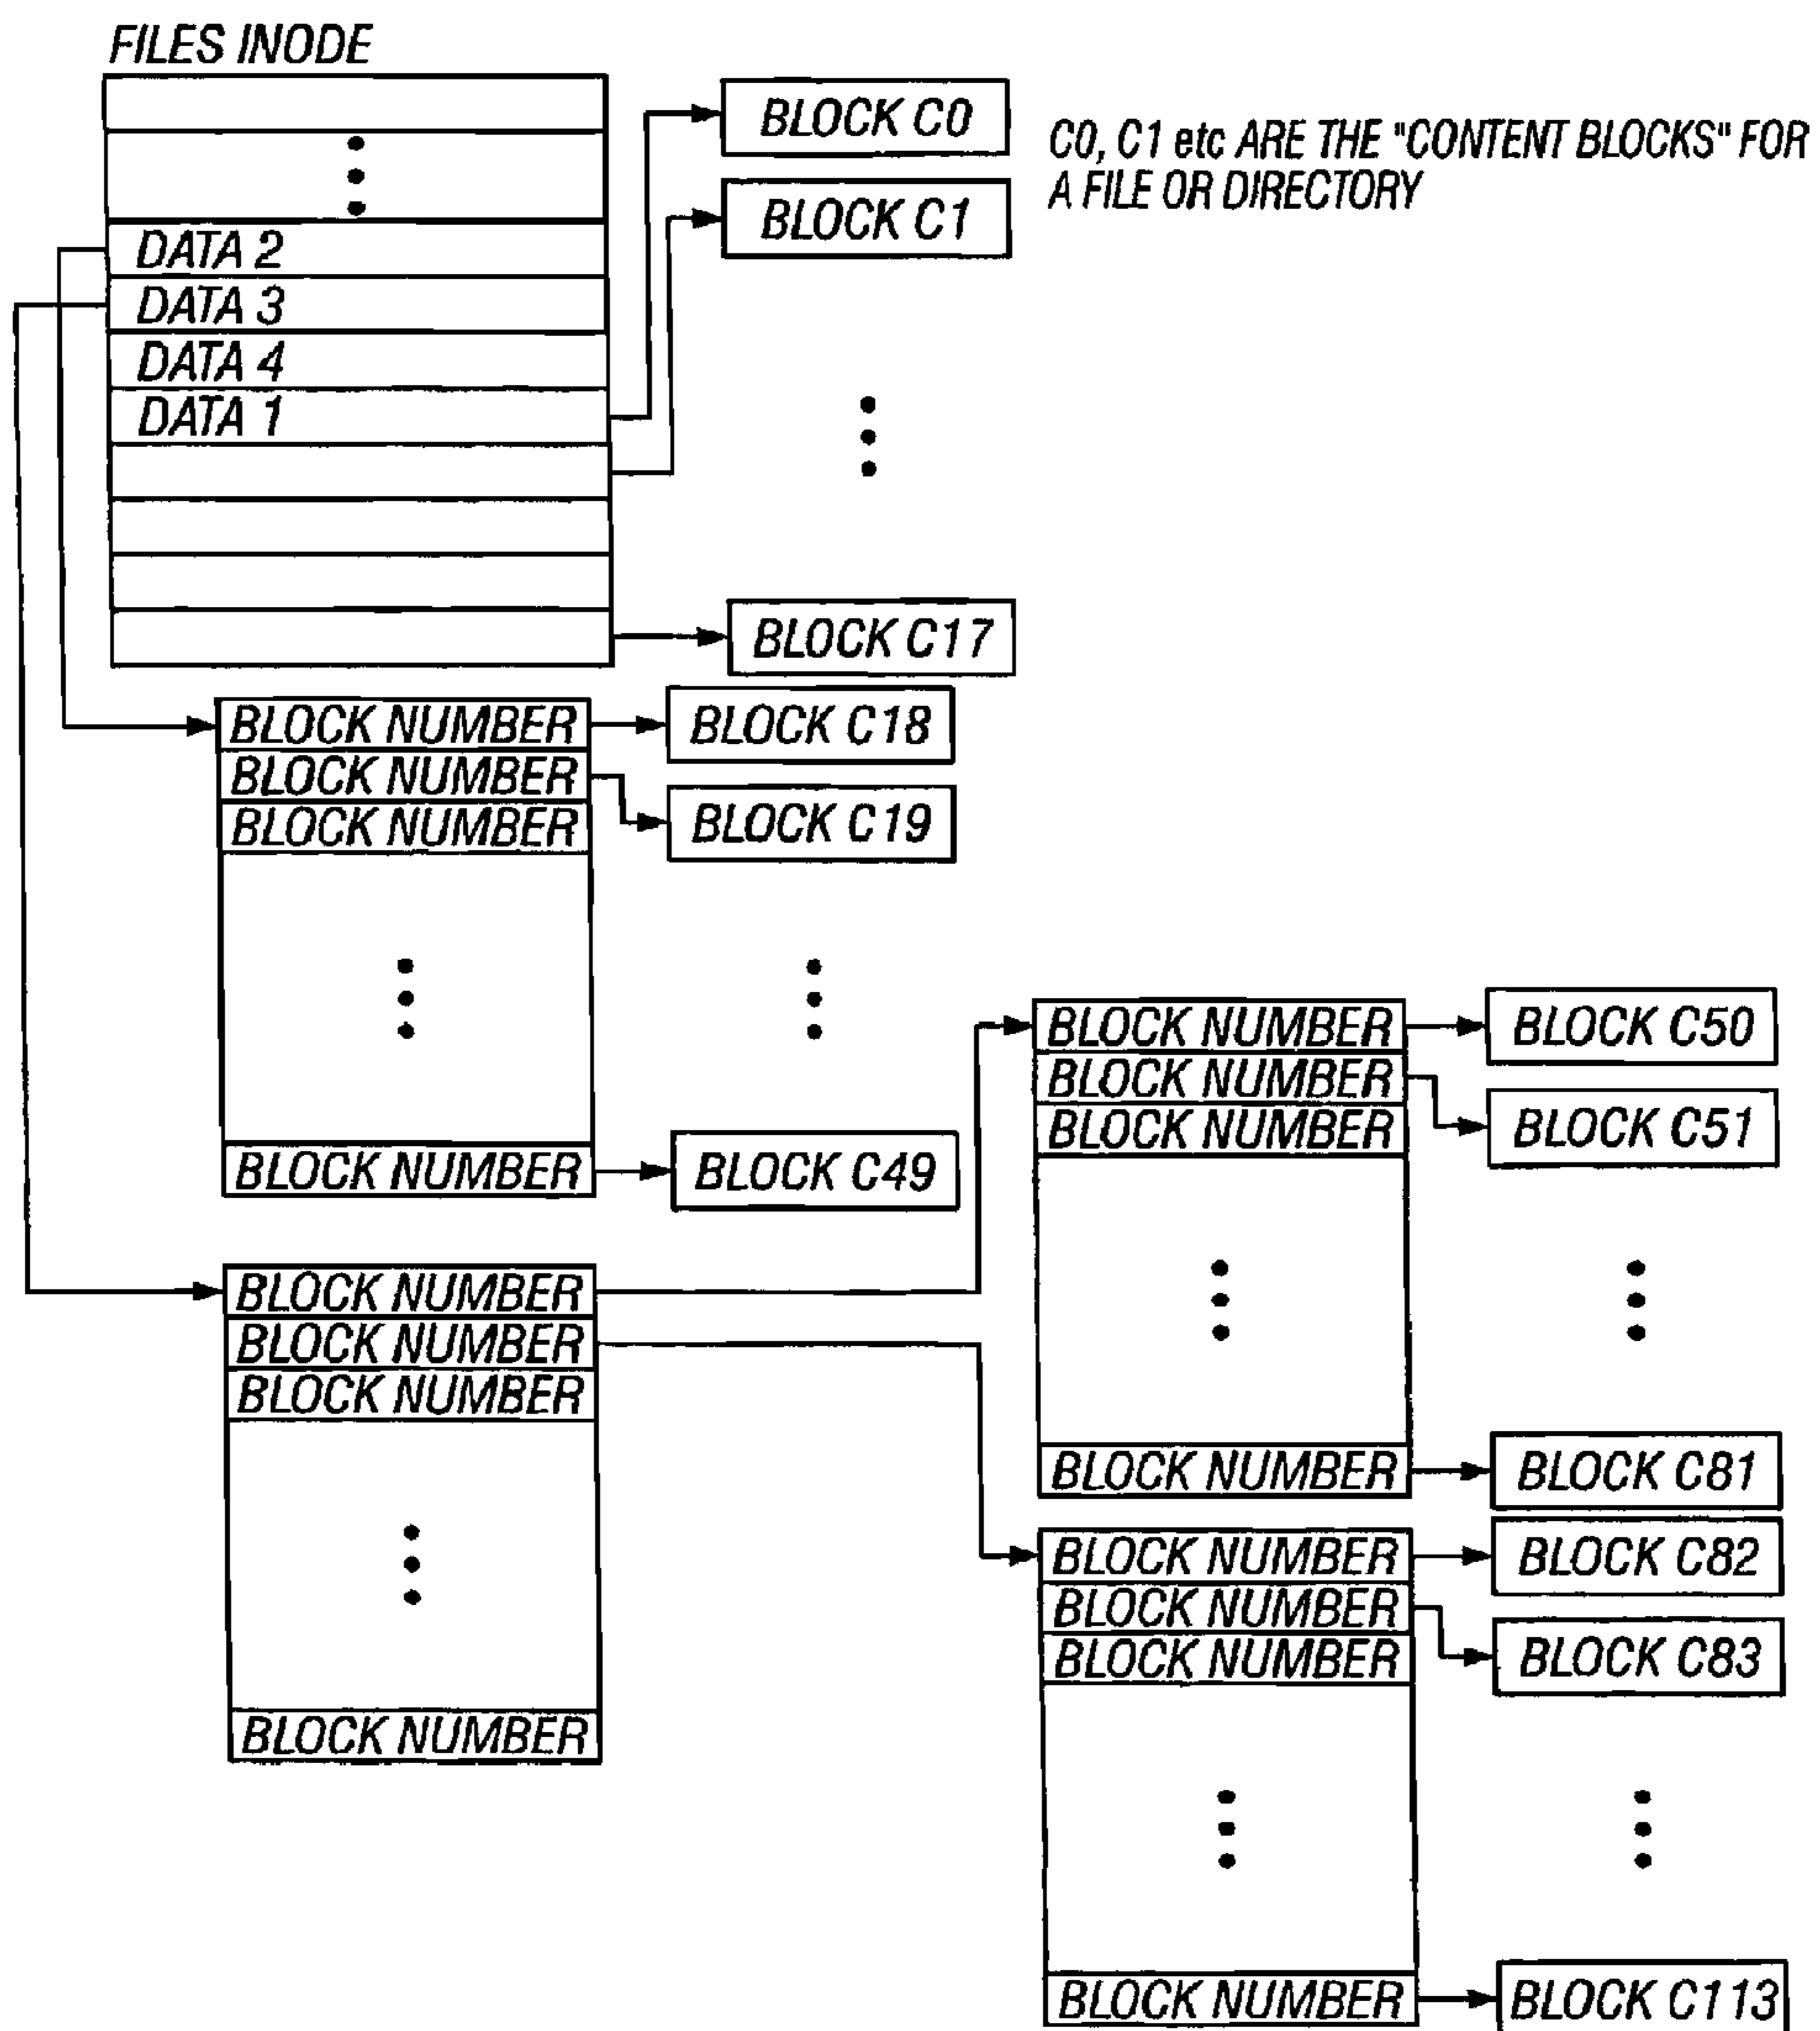 FILES INODE
BLOCK C0
C0, C1 etc ARE THE "CONTENT BLOCKS" FOR
A FILE OR DIRECTORY
BLOCK C1
DATA 2
DATA 3
DATA 4
DATA 1
BLOCK C17
BLOCK NUMBER
BLOCK C18
BLOCK NUMBER
BLOCK C19
BLOCK NUMBER
BLOCK NUMBER
BLOCK C49
BLOCK NUMBER
BLOCK C50
BLOCK NUMBER
BLOCK C51
BLOCK NUMBER
BLOCK NUMBER
BLOCK C81
BLOCK NUMBER
BLOCK NUMBER
BLOCK NUMBER
BLOCK NUMBER
BLOCK NUMBER
BLOCK C82
BLOCK NUMBER
BLOCK C83
BLOCK NUMBER
BLOCK NUMBER
BLOCK C113